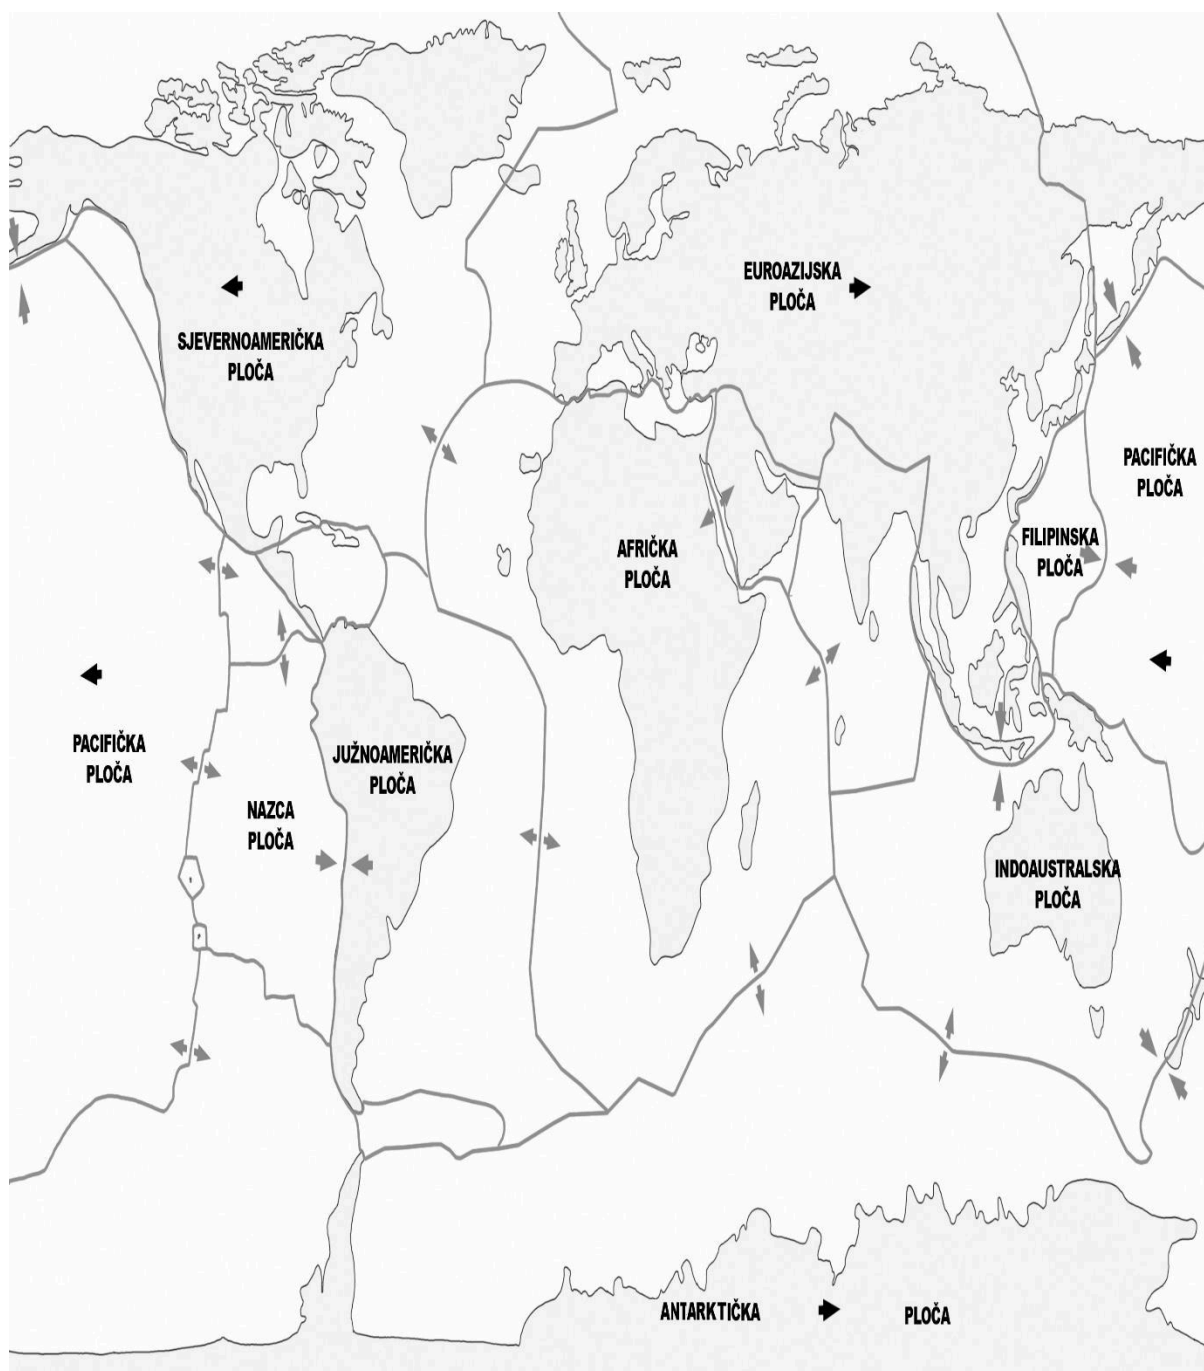 EUROAZIJSKA
PLOČA
SJEVERNOAMERIČKA
PLOČA
PACIFIČKA
PLOČA
FILIPINSKA
PLOČA
AFRIČKA
PLOČA
PACIFIČKA
PLOČA
JUŽNOAMERIČKA
PLOČA
NAZCA
PLOČA
INDOAUSTRALSKA
PLOČA
ANTARKTIČKA PLOČA